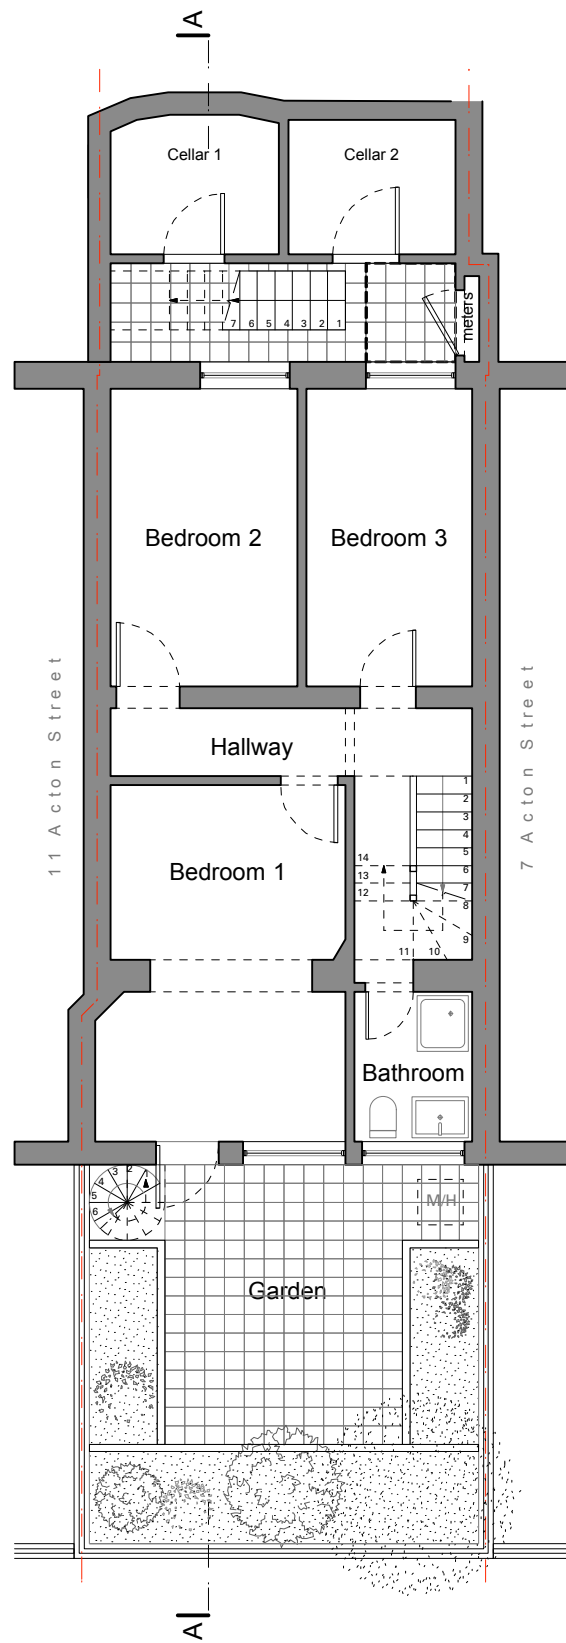 A
Cellar 1
Cellar 2
meters
7 6 5 4 3 2 1
Bedroom 2
Bedroom 3
11 Acton Street
7 Acton Street
Hallway
Bedroom 1
1
2
3
4
5
6
7
8
9
10
11
12
13
14
Bathroom
1
2
3
4
5
6
M/H
Garden
A